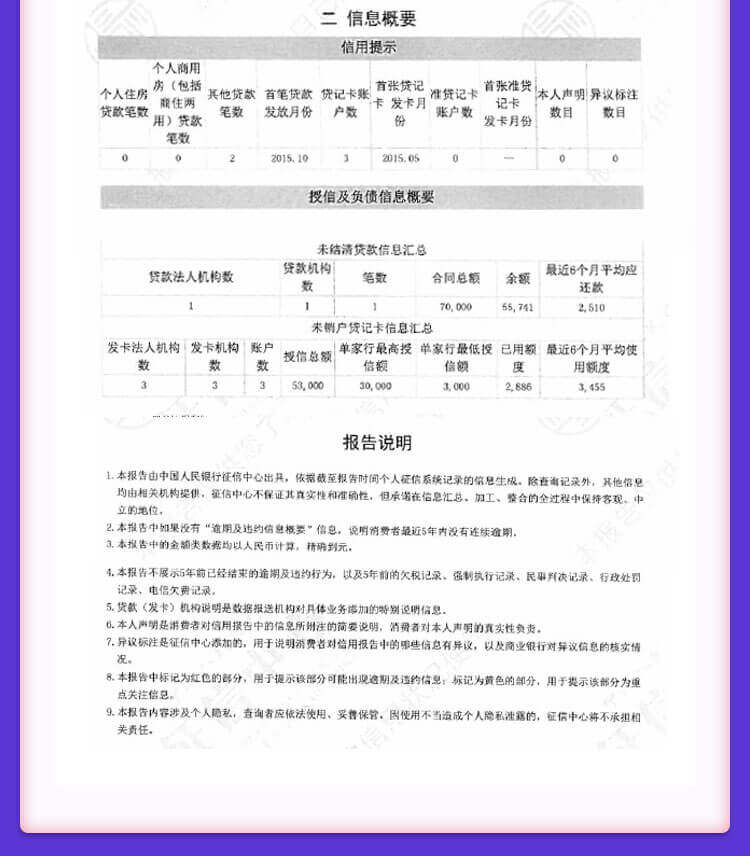 二 信息概要
信用提示
个人住房贷款笔数 个人商用房（包括商住两用）贷款笔数 其他贷款笔数 首笔贷款发放月份 贷记卡账户数 首张贷记卡 发卡月份 准贷记卡账户数 首张准贷记卡 发卡月份 本人声明数目 异议标注数目
0 0 2 2015.10 3 2015.05 0 — 0 0
授信及负债信息概要
未结清贷款信息汇总
贷款法人机构数 贷款机构数 笔数 合同总额 余额 最近6个月平均应还款
1 1 1 70,000 55,741 2,510
未销户贷记卡信息汇总
发卡法人机构数 发卡机构数 账户数 授信总额 单家行最高授信额 单家行最低授信额 已用额度 最近6个月平均使用额度
3 3 3 53,000 30,000 3,000 2,886 3,455
报告说明
1. 本报告由中国人民银行征信中心出具，依据截至报告时间个人征信系统记录的信息生成。除查询记录外，其他信息
均由相关机构提供，征信中心不保证其真实性和准确性，但承诺在信息汇总、加工、整合的全过程中保持客观、中
立的地位。
2. 本报告中如果没有“逾期及违约信息概要”信息，说明消费者最近5年内没有连续逾期。
3. 本报告中的金额类数据均以人民币计算，精确到元。
4. 本报告不展示5年前已经结束的逾期及违约行为，以及5年前的欠税记录、强制执行记录、民事判决记录、行政处罚
记录、电信欠费记录。
5. 贷款（发卡）机构说明是数据报送机构对具体业务添加的特别说明信息。
6. 本人声明是消费者对信用报告中的信息所附注的简要说明，消费者对本人声明的真实性负责。
7. 异议标注是征信中心添加的，用于说明消费者对信用报告中的哪些信息有异议，以及商业银行对异议信息的核实情
况。
8. 本报告中标记为红色的部分，用于提示该部分可能出现逾期及违约信息；标记为黄色的部分，用于提示该部分为重
点关注信息。
9. 本报告内容涉及个人隐私，查询者应依法使用、妥善保管。因使用不当造成个人隐私泄露的，征信中心将不承担相
关责任。